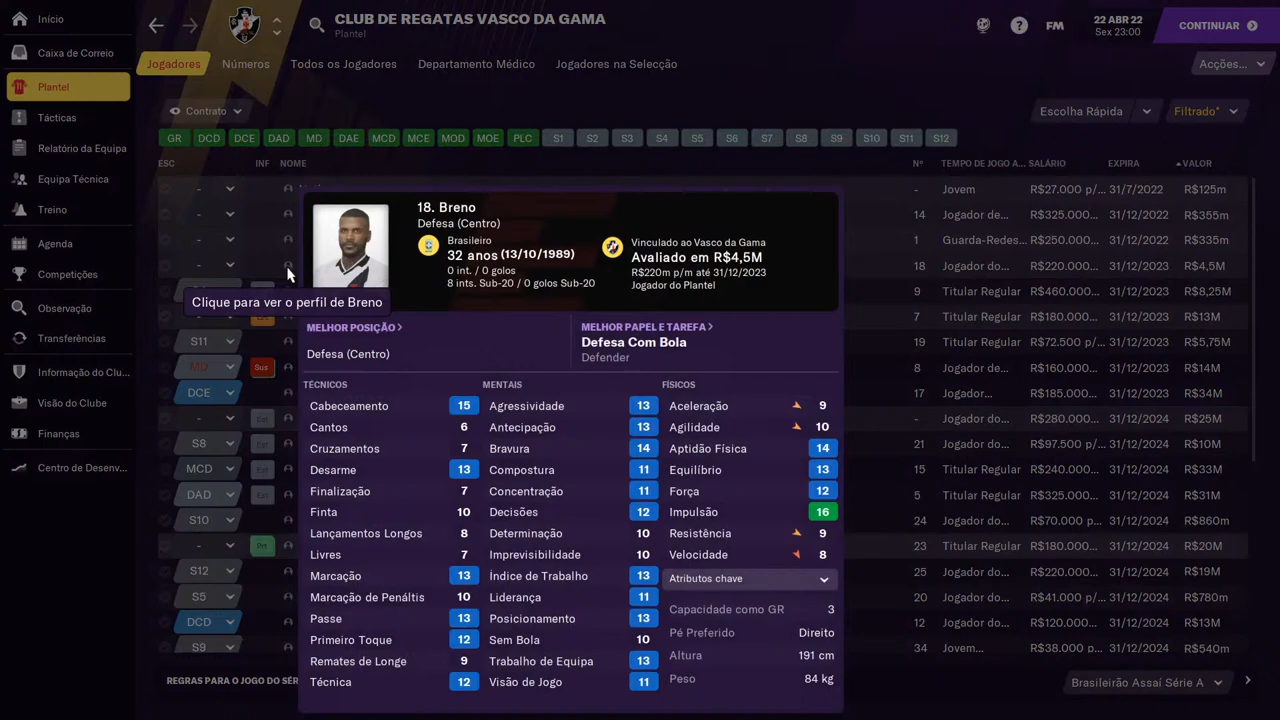 Início
CLUB DE REGATAS VASCO DA GAMA
Plantel
FM
22 ABR 22
Sex 23:00
CONTINUAR
Caixa de Correio
Plantel
Tácticas
Relatório da Equipa
Equipa Técnica
Treino
Agenda
Competições
Observação
Transferências
Informação do Clu...
Visão do Clube
Finanças
Centro de Desenv...
Jogadores
Números
Todos os Jogadores
Departamento Médico
Jogadores na Selecção
Acções...
Contrato
Escolha Rápida
Filtrado*
GR DCD DCE DAD MD DAE MCD MCE MOD MOE PLC S1 S2 S3 S4 S5 S6 S7 S8 S9 S10 S11 S12
ESC INF NOME Nº TEMPO DE JOGO A... SALÁRIO EXPIRA VALOR
- - Jovem R$27.000 p/... 31/7/2022 R$125m
- 14 Jogador de... R$325.000... 31/12/2022 R$355m
- 1 Guarda-Redes... R$250.000... 31/12/2022 R$335m
- 18 Jogador do... R$220.000... 31/12/2023 R$4,5M
9 Titular Regular R$460.000... 31/12/2023 R$8,25M
7 Titular Regular R$180.000... 31/12/2023 R$13M
S11 19 Titular Regular R$72.500 p/... 31/12/2023 R$5,75M
MD Sus 8 Jogador de... R$160.000... 31/12/2023 R$14M
DCE 17 Jogador... R$185.000... 31/12/2023 R$34M
- Est - Jogador do... R$280.000... 31/12/2024 R$25M
S8 Est 21 Jogador do... R$97.500 p/... 31/12/2024 R$10M
MCD Est 15 Titular Regular R$240.000... 31/12/2024 R$33M
DAD Est 5 Titular Regular R$325.000... 31/12/2024 R$31M
S10 24 Jogador do... R$70.000 p/... 31/12/2024 R$860m
- Prt 23 Titular Regular R$180.000... 31/12/2024 R$20M
S12 25 Jogador do... R$220.000... 31/12/2024 R$19M
S5 20 Jogador do... R$41.000 p/... 31/12/2024 R$780m
DCD 12 Jogador do... R$120.000... 31/12/2024 R$13M
S9 34 Jovem... R$38.000 p/... 31/12/2024 R$540m
REGRAS PARA O JOGO DO SÉR
Brasileirão Assaí Série A
Clique para ver o perfil de Breno
18. Breno
Defesa (Centro)
Brasileiro
32 anos (13/10/1989)
0 int. / 0 golos
8 ints. Sub-20 / 0 golos Sub-20
Vinculado ao Vasco da Gama
Avaliado em R$4,5M
R$220m p/m até 31/12/2023
Jogador do Plantel
MELHOR POSIÇÃO
Defesa (Centro)
MELHOR PAPEL E TAREFA
Defesa Com Bola
Defender
TÉCNICOS
Cabeceamento 15
Cantos 6
Cruzamentos 7
Desarme 13
Finalização 7
Finta 10
Lançamentos Longos 8
Livres 7
Marcação 13
Marcação de Penáltis 10
Passe 13
Primeiro Toque 12
Remates de Longe 9
Técnica 12
MENTAIS
Agressividade 13
Antecipação 13
Bravura 14
Compostura 11
Concentração 11
Decisões 12
Determinação 10
Imprevisibilidade 10
Índice de Trabalho 13
Liderança 11
Posicionamento 13
Sem Bola 10
Trabalho de Equipa 13
Visão de Jogo 11
FÍSICOS
Aceleração 9
Agilidade 10
Aptidão Física 14
Equilíbrio 13
Força 12
Impulsão 16
Resistência 9
Velocidade 8
Atributos chave
Capacidade como GR 3
Pé Preferido Direito
Altura 191 cm
Peso 84 kg